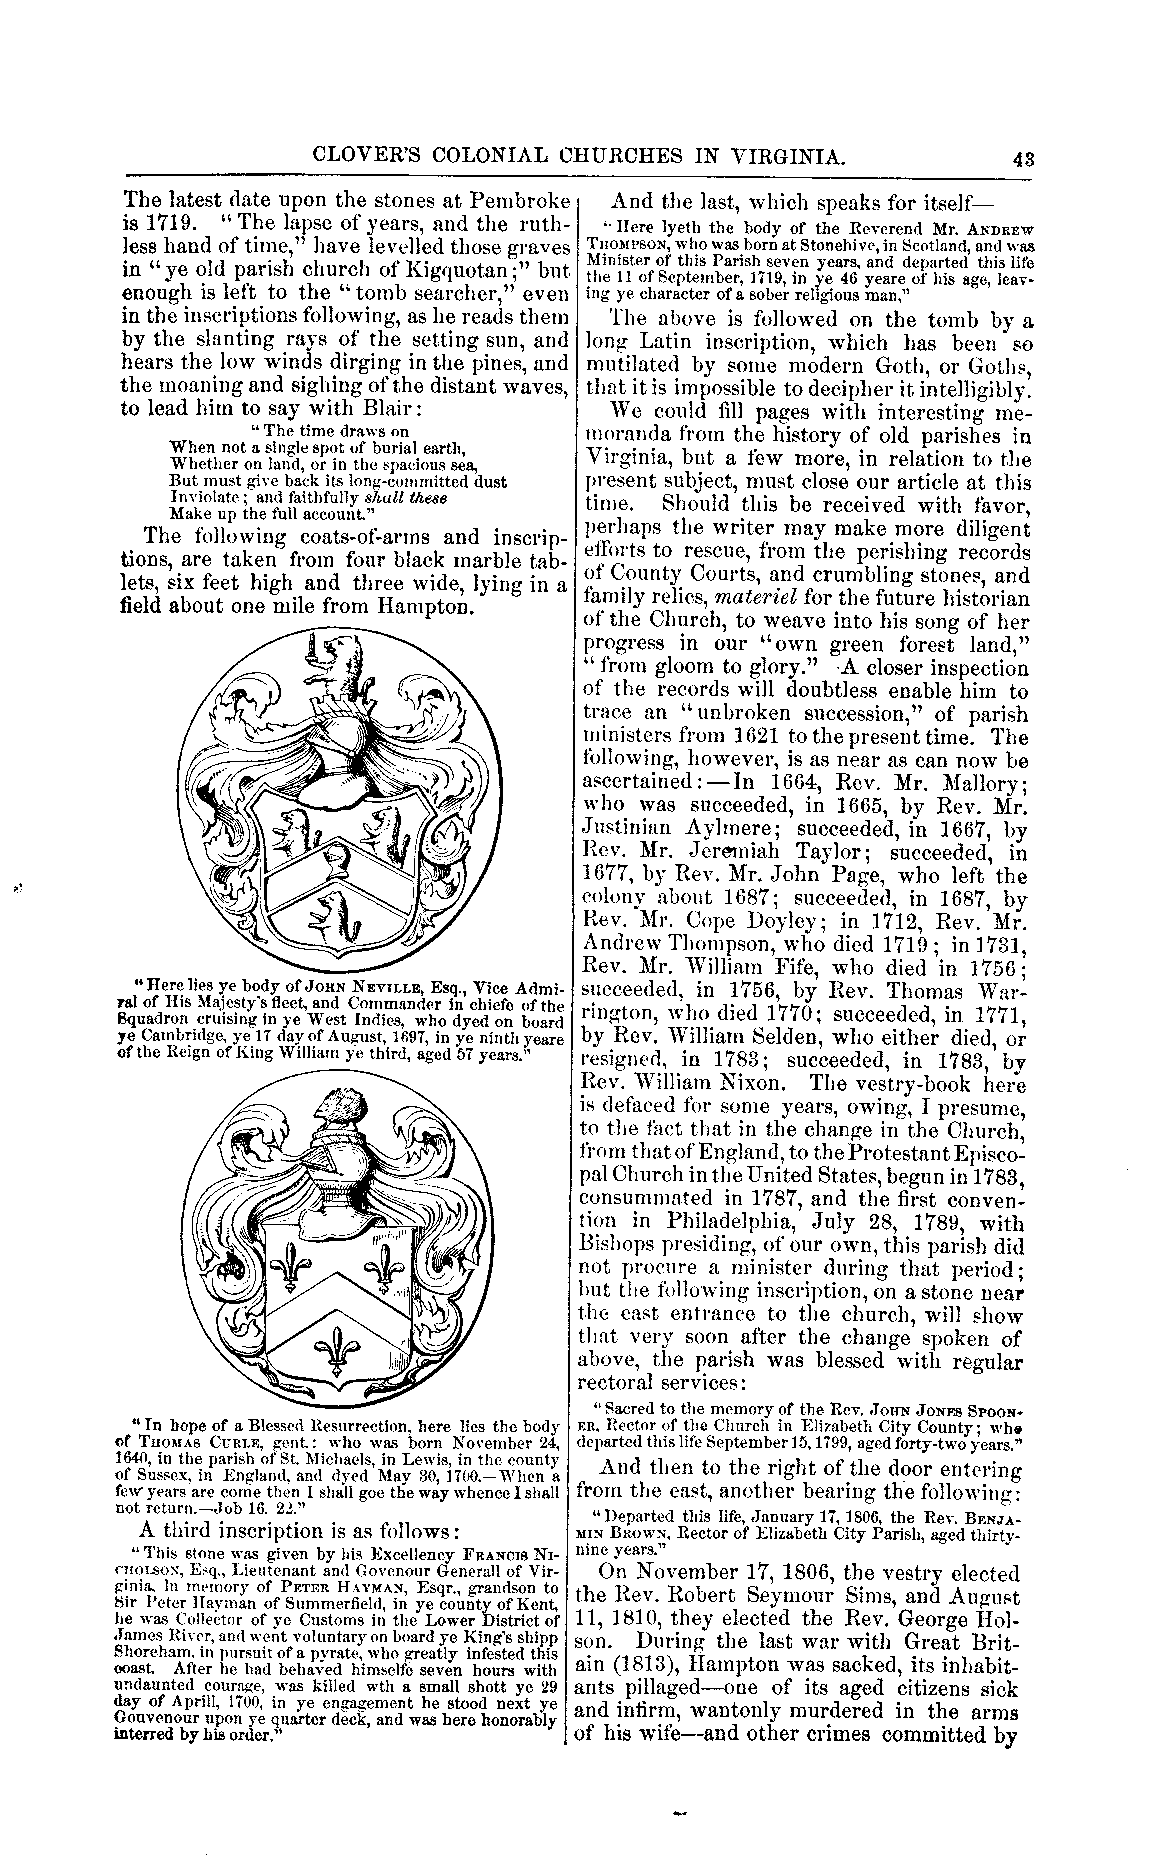 CLOVER'S COLONIAL CHURCHES IN VIRGINIA.
43
The latest date upon the stones at Pembroke
is 1719. "The lapse of years, and the ruth-
less hand of time," have levelled those graves
in "ye old parish church of Kigquotan;" but
enough is left to the "tomb searcher," even
in the inscriptions following, as he reads them
by the slanting rays of the setting sun, and
hears the low winds dirging in the pines, and
the moaning and sighing of the distant waves,
to lead him to say with Blair:
"The time draws on
When not a single spot of burial earth,
Whether on land, or in the spacious sea,
But must give back its long-committed dust
Inviolate; and faithfully shall these
Make up the full account."
The following coats-of-arms and inscrip-
tions, are taken from four black marble tab-
lets, six feet high and three wide, lying in a
field about one mile from Hampton.
"Here lies ye body of JOHN NEVILLE, Esq., Vice Admi-
ral of His Majesty's fleet, and Commander in chiefe of the
Squadron cruising in ye West Indies, who dyed on board
ye Cambridge, ye 17 day of August, 1697, in ye ninth yeare
of the Reign of King William ye third, aged 57 years."
"In hope of a Blessed Resurrection, here lies the body
of THOMAS CURLE, gent.: who was born November 24,
1640, in the parish of St. Michaels, in Lewis, in the county
of Sussex, in England, and dyed May 30, 1700.—When a
few years are come then I shall goe the way whence I shall
not return.—Job 16. 22."
A third inscription is as follows:
"This stone was given by his Excellency FRANCIS NI-
CHOLSON, Esq., Lieutenant and Govenour Generall of Vir-
ginia, in memory of PETER HAYMAN, Esqr., grandson to
Sir Peter Hayman of Summerfield, in ye county of Kent,
he was Collector of ye Customs in the Lower District of
James River, and went voluntary on board ye King's shipp
Shoreham, in pursuit of a pyrate, who greatly infested this
coast. After he had behaved himselfe seven hours with
undaunted courage, was killed wth a small shott ye 29
day of Aprill, 1700, in ye engagement he stood next ye
Gouvenour upon ye quarter deck, and was here honorably
interred by his order."
And the last, which speaks for itself—
"Here lyeth the body of the Reverend Mr. ANDREW
THOMPSON, who was born at Stonehive, in Scotland, and was
Minister of this Parish seven years, and departed this life
the 11 of September, 1719, in ye 46 yeare of his age, leav-
ing ye character of a sober religious man."
The above is followed on the tomb by a
long Latin inscription, which has been so
mutilated by some modern Goth, or Goths,
that it is impossible to decipher it intelligibly.
We could fill pages with interesting me-
moranda from the history of old parishes in
Virginia, but a few more, in relation to the
present subject, must close our article at this
time. Should this be received with favor,
perhaps the writer may make more diligent
efforts to rescue, from the perishing records
of County Courts, and crumbling stones, and
family relics, materiel for the future historian
of the Church, to weave into his song of her
progress in our "own green forest land,"
"from gloom to glory." A closer inspection
of the records will doubtless enable him to
trace an "unbroken succession," of parish
ministers from 1621 to the present time. The
following, however, is as near as can now be
ascertained:—In 1664, Rev. Mr. Mallory;
who was succeeded, in 1665, by Rev. Mr.
Justinian Aylmere; succeeded, in 1667, by
Rev. Mr. Jeremiah Taylor; succeeded, in
1677, by Rev. Mr. John Page, who left the
colony about 1687; succeeded, in 1687, by
Rev. Mr. Cope Doyley; in 1712, Rev. Mr.
Andrew Thompson, who died 1719; in 1731,
Rev. Mr. William Fife, who died in 1756;
succeeded, in 1756, by Rev. Thomas War-
rington, who died 1770; succeeded, in 1771,
by Rev. William Selden, who either died, or
resigned, in 1783; succeeded, in 1783, by
Rev. William Nixon. The vestry-book here
is defaced for some years, owing, I presume,
to the fact that in the change in the Church,
from that of England, to the Protestant Episco-
pal Church in the United States, begun in 1783,
consummated in 1787, and the first conven-
tion in Philadelphia, July 28, 1789, with
Bishops presiding, of our own, this parish did
not procure a minister during that period;
but the following inscription, on a stone near
the east entrance to the church, will show
that very soon after the change spoken of
above, the parish was blessed with regular
rectoral services:
"Sacred to the memory of the Rev. JOHN JONES SPOON-
ER, Rector of the Church in Elizabeth City County; who
departed this life September 15, 1799, aged forty-two years."
And then to the right of the door entering
from the east, another bearing the following:
"Departed this life, January 17, 1806, the Rev. BENJA-
MIN BROWN, Rector of Elizabeth City Parish, aged thirty-
nine years."
On November 17, 1806, the vestry elected
the Rev. Robert Seymour Sims, and August
11, 1810, they elected the Rev. George Hol-
son. During the last war with Great Brit-
ain (1813), Hampton was sacked, its inhabit-
ants pillaged—one of its aged citizens sick
and infirm, wantonly murdered in the arms
of his wife—and other crimes committed by